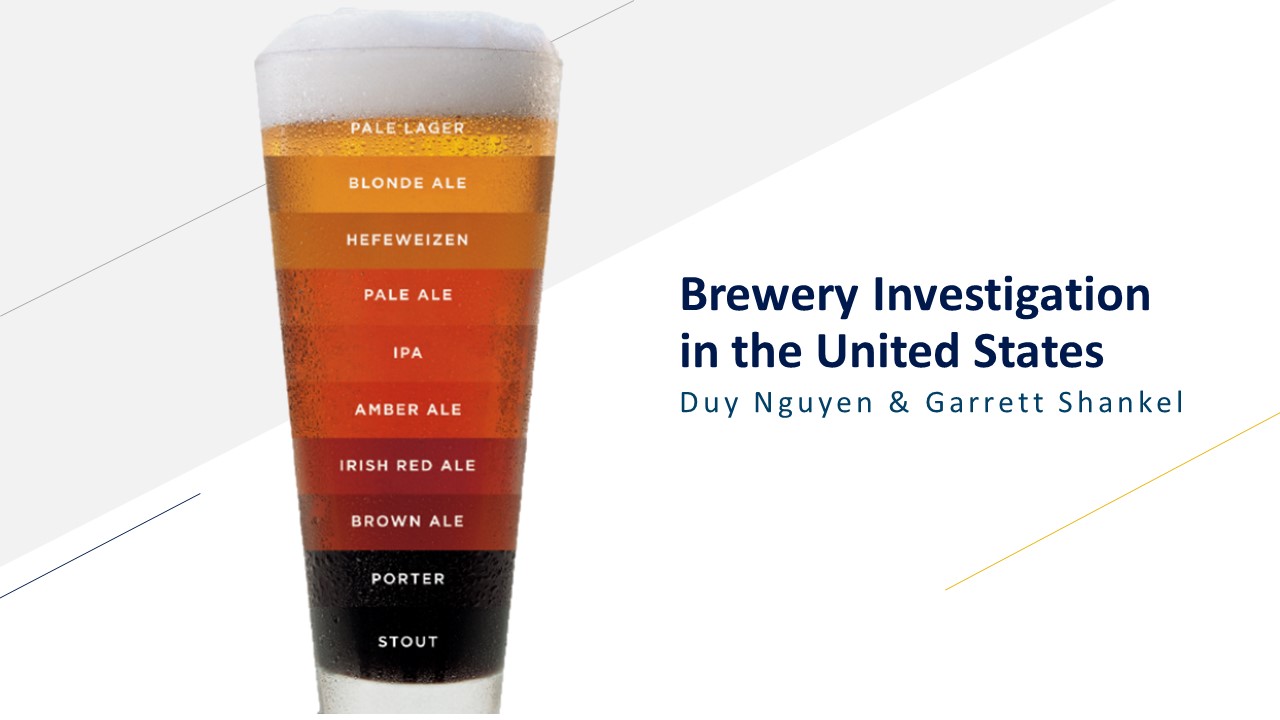 PALE LAGER
BLONDE ALE
HEFEWEIZEN
PALE ALE
IPA
AMBER ALE
IRISH RED ALE
BROWN ALE
PORTER
STOUT
Brewery Investigation
in the United States
Duy Nguyen & Garrett Shankel